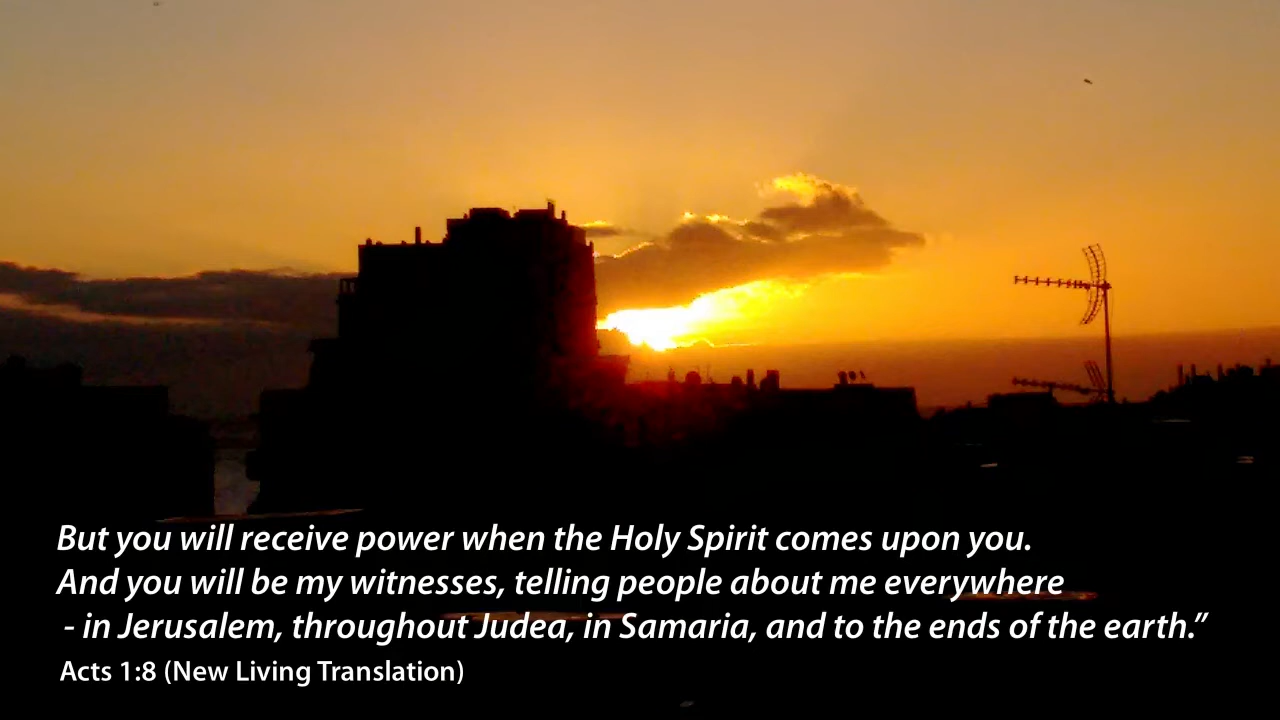 But you will receive power when the Holy Spirit comes upon you.
And you will be my witnesses, telling people about me everywhere
- in Jerusalem, throughout Judea, in Samaria, and to the ends of the earth.”
Acts 1:8 (New Living Translation)